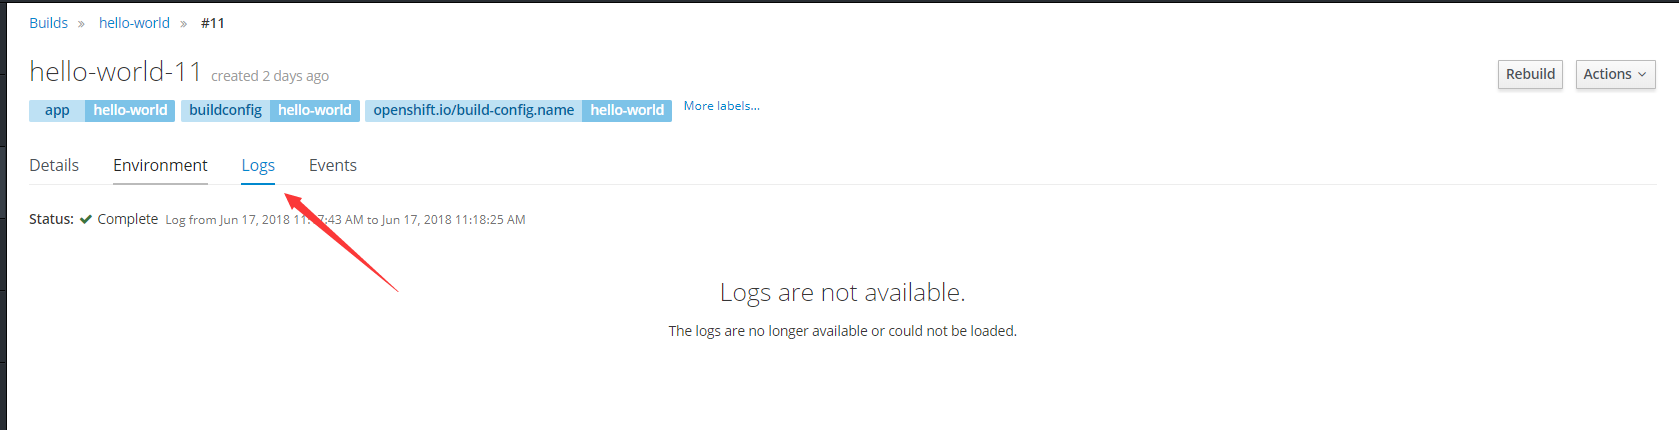 Builds » hello-world » #11
hello-world-11 created 2 days ago
Rebuild Actions
app hello-world buildconfig hello-world openshift.io/build-config.name hello-world More labels...
Details Environment Logs Events
Status: Complete Log from Jun 17, 2018 11: 7:43 AM to Jun 17, 2018 11:18:25 AM
Logs are not available.
The logs are no longer available or could not be loaded.